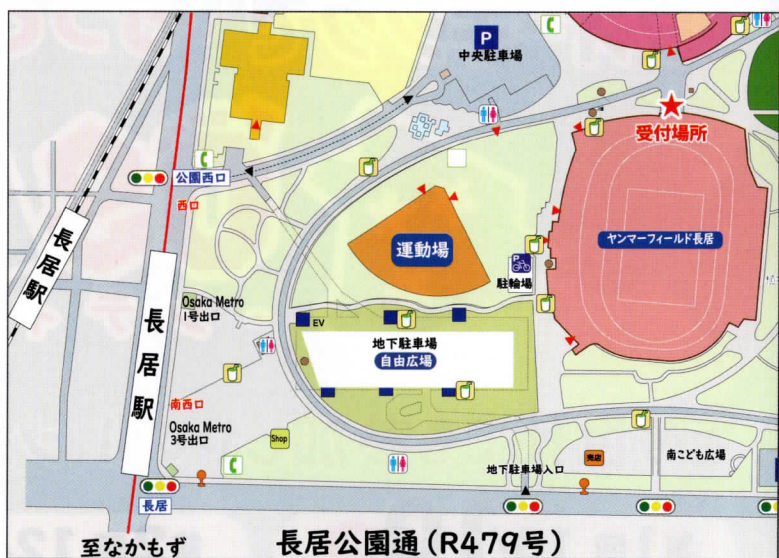 P
中央駐車場
受付場所
公園西口
西口
長居駅
運動場
ヤンマーフィールド長居
P
駐輪場
Osaka Metro
1号出口
EV
地下駐車場
自由広場
長居駅
南西口
Osaka Metro
3号出口
Shop
売店
南こども広場
地下駐車場入口
長居
至なかもず
長居公園通(R479号)